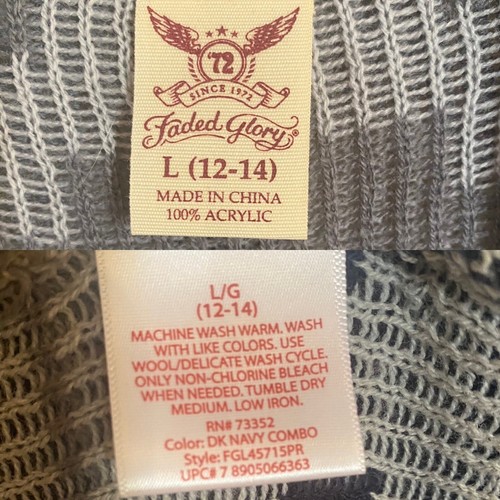 '72
SINCE 1972
Faded Glory®
L (12-14)
MADE IN CHINA
100% ACRYLIC
L/G
(12-14)
MACHINE WASH WARM. WASH
WITH LIKE COLORS. USE
WOOL/DELICATE WASH CYCLE.
ONLY NON-CHLORINE BLEACH
WHEN NEEDED. TUMBLE DRY
MEDIUM. LOW IRON.
RN# 73352
Color: DK NAVY COMBO
Style: FGL45715PR
UPC# 7 8905066363